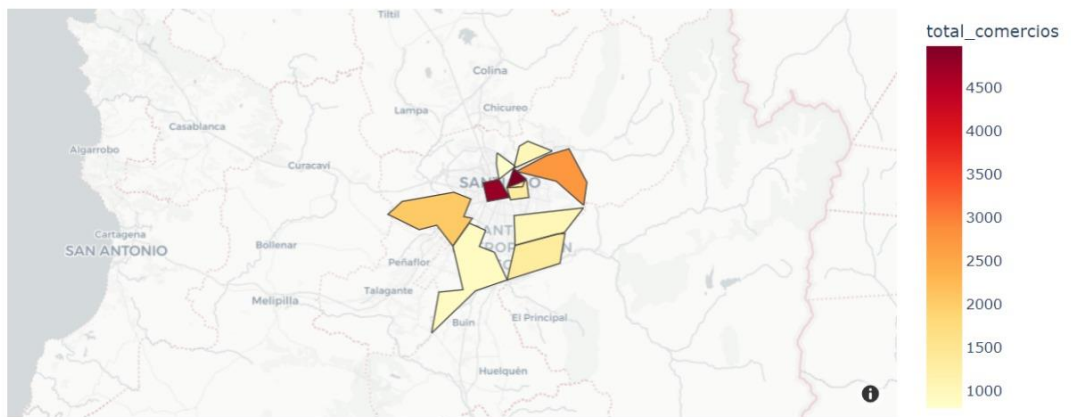 Tiltil
Colina
Lampa
Chicureo
Casablanca
Algarrobo
Curacaví
Cartagena
SAN ANTONIO
Bollenar
Peñaflor
Talagante
Melipilla
Buin
El Principal
Huelquén
total_comercios
4500
4000
3500
3000
2500
2000
1500
1000